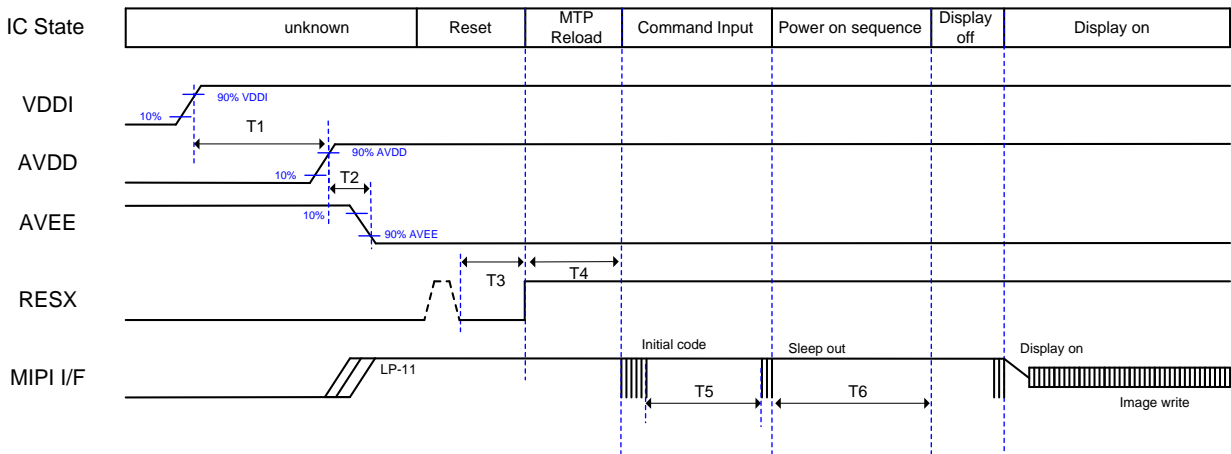 IC State
unknown
Reset
MTP
Reload
Command Input
Power on sequence
Display
off
Display on
VDDI
90% VDDI
10%
T1
AVDD
90% AVDD
10%
T2
AVEE
10%
90% AVEE
T3
T4
RESX
Initial code
Sleep out
Display on
LP-11
MIPI I/F
T5
T6
Image write